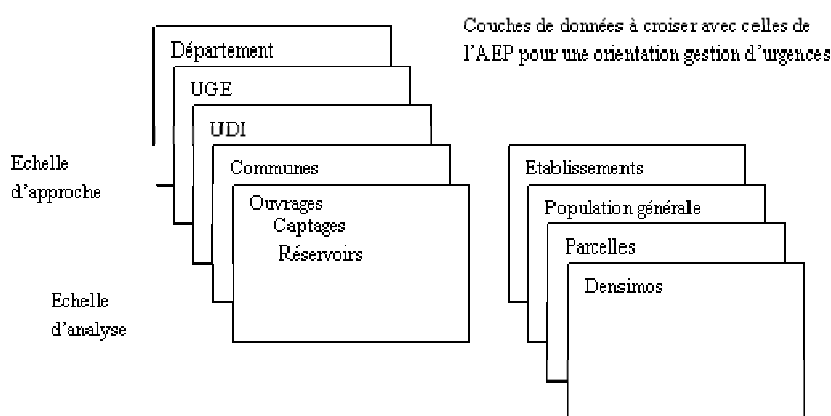 Couches de données à croiser avec celles de
l'AEP pour une orientation gestion d'urgences
Département
UGE
UDI
Communes
Ouvrages
Captages
Réservoirs
Echelle
d'approche
Echelle
d'analyse
Etablissements
Population générale
Parcelles
Densimos